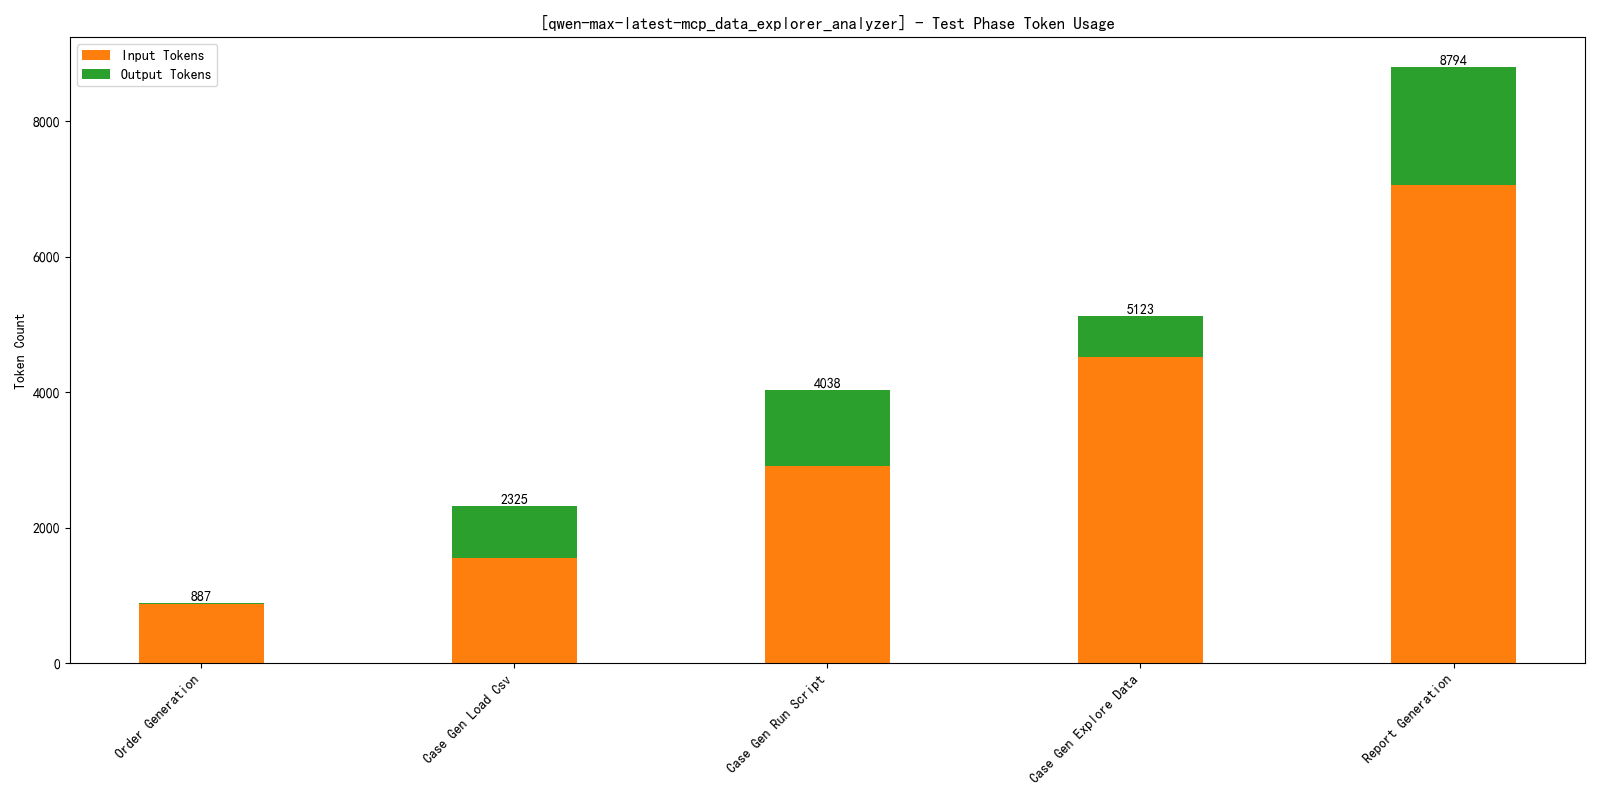 [qwen-max-latest-mcp_data_explorer_analyzer] - Test Phase Token Usage
Input Tokens
Output Tokens
8794
8000
6000
5123
Token Count
4038
4000
2325
2000
887
0
Order Generation
Case Gen Load Csv
Case Gen Run Script
Case Gen Explore Data
Report Generation